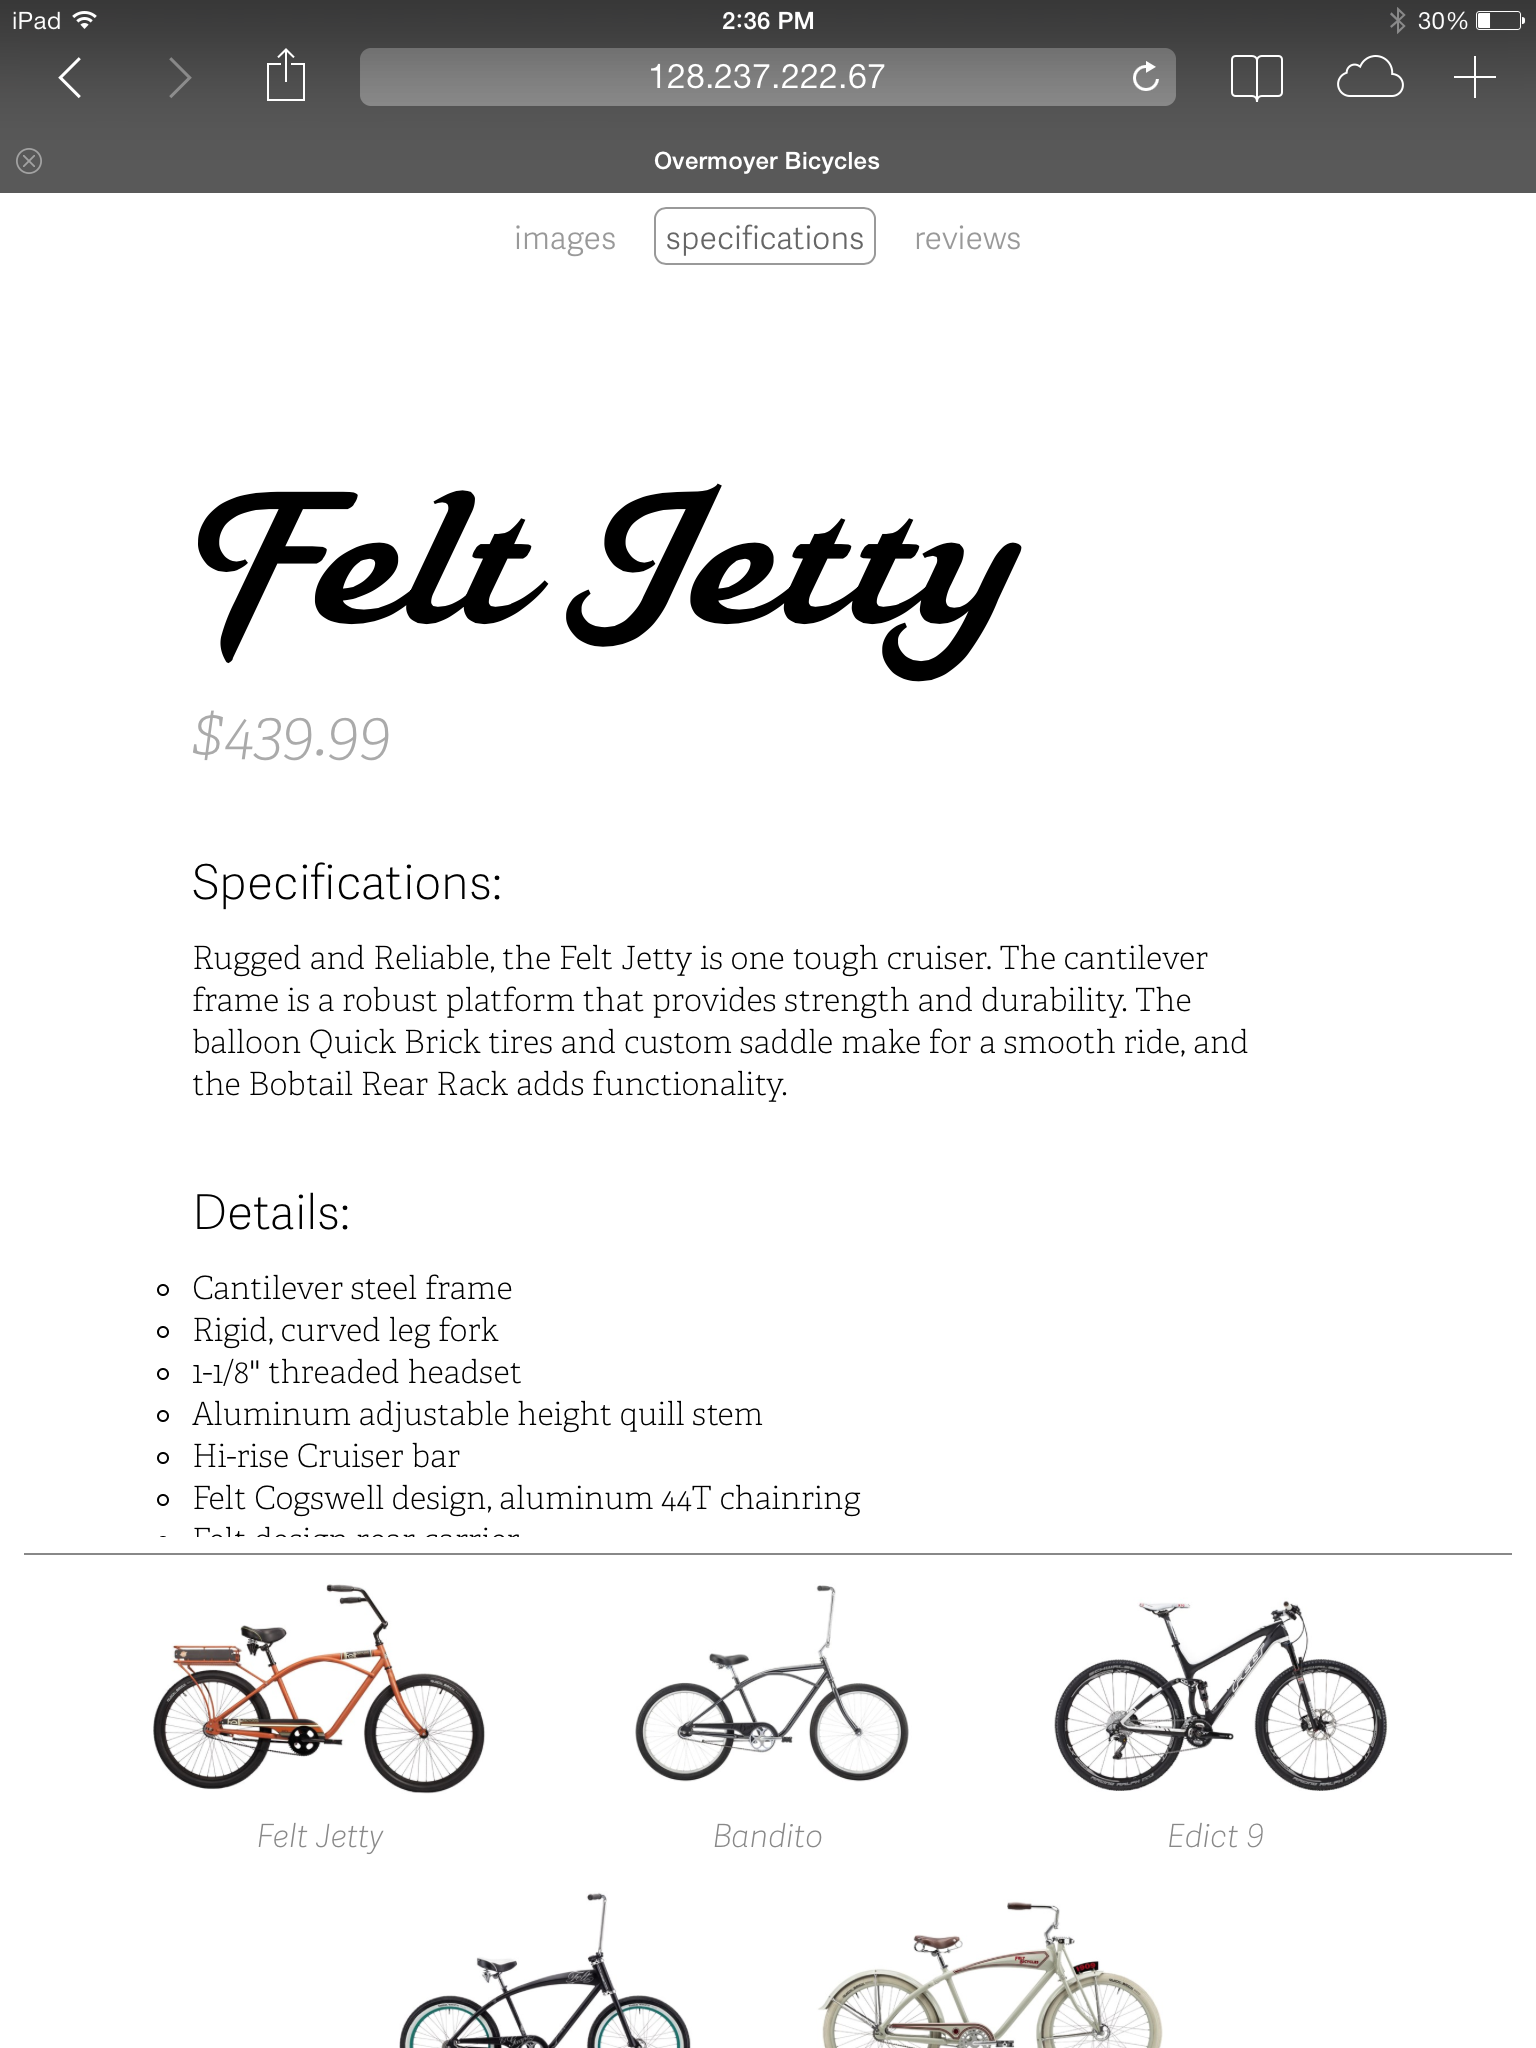 iPad
2:36 PM
30%
128.237.222.67
Overmoyer Bicycles
images
specifications
reviews
Felt Jetty
$439.99
Specifications:
Rugged and Reliable, the Felt Jetty is one tough cruiser. The cantilever
frame is a robust platform that provides strength and durability. The
balloon Quick Brick tires and custom saddle make for a smooth ride, and
the Bobtail Rear Rack adds functionality.
Details:
Cantilever steel frame
Rigid, curved leg fork
1-1/8" threaded headset
Aluminum adjustable height quill stem
Hi-rise Cruiser bar
Felt Cogswell design, aluminum 44T chainring
Felt design rear carrier
Felt Jetty
Bandito
Edict 9